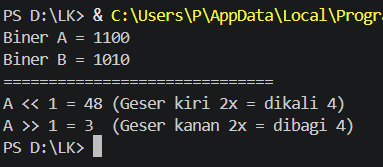 PS D:\LK> & C:\Users\P\AppData\Local\Progra
Biner A = 1100
Biner B = 1010
==============================
A << 1 = 48 (Geser kiri 2x = dikali 4)
A >> 1 = 3  (Geser kanan 2x = dibagi 4)
PS D:\LK>